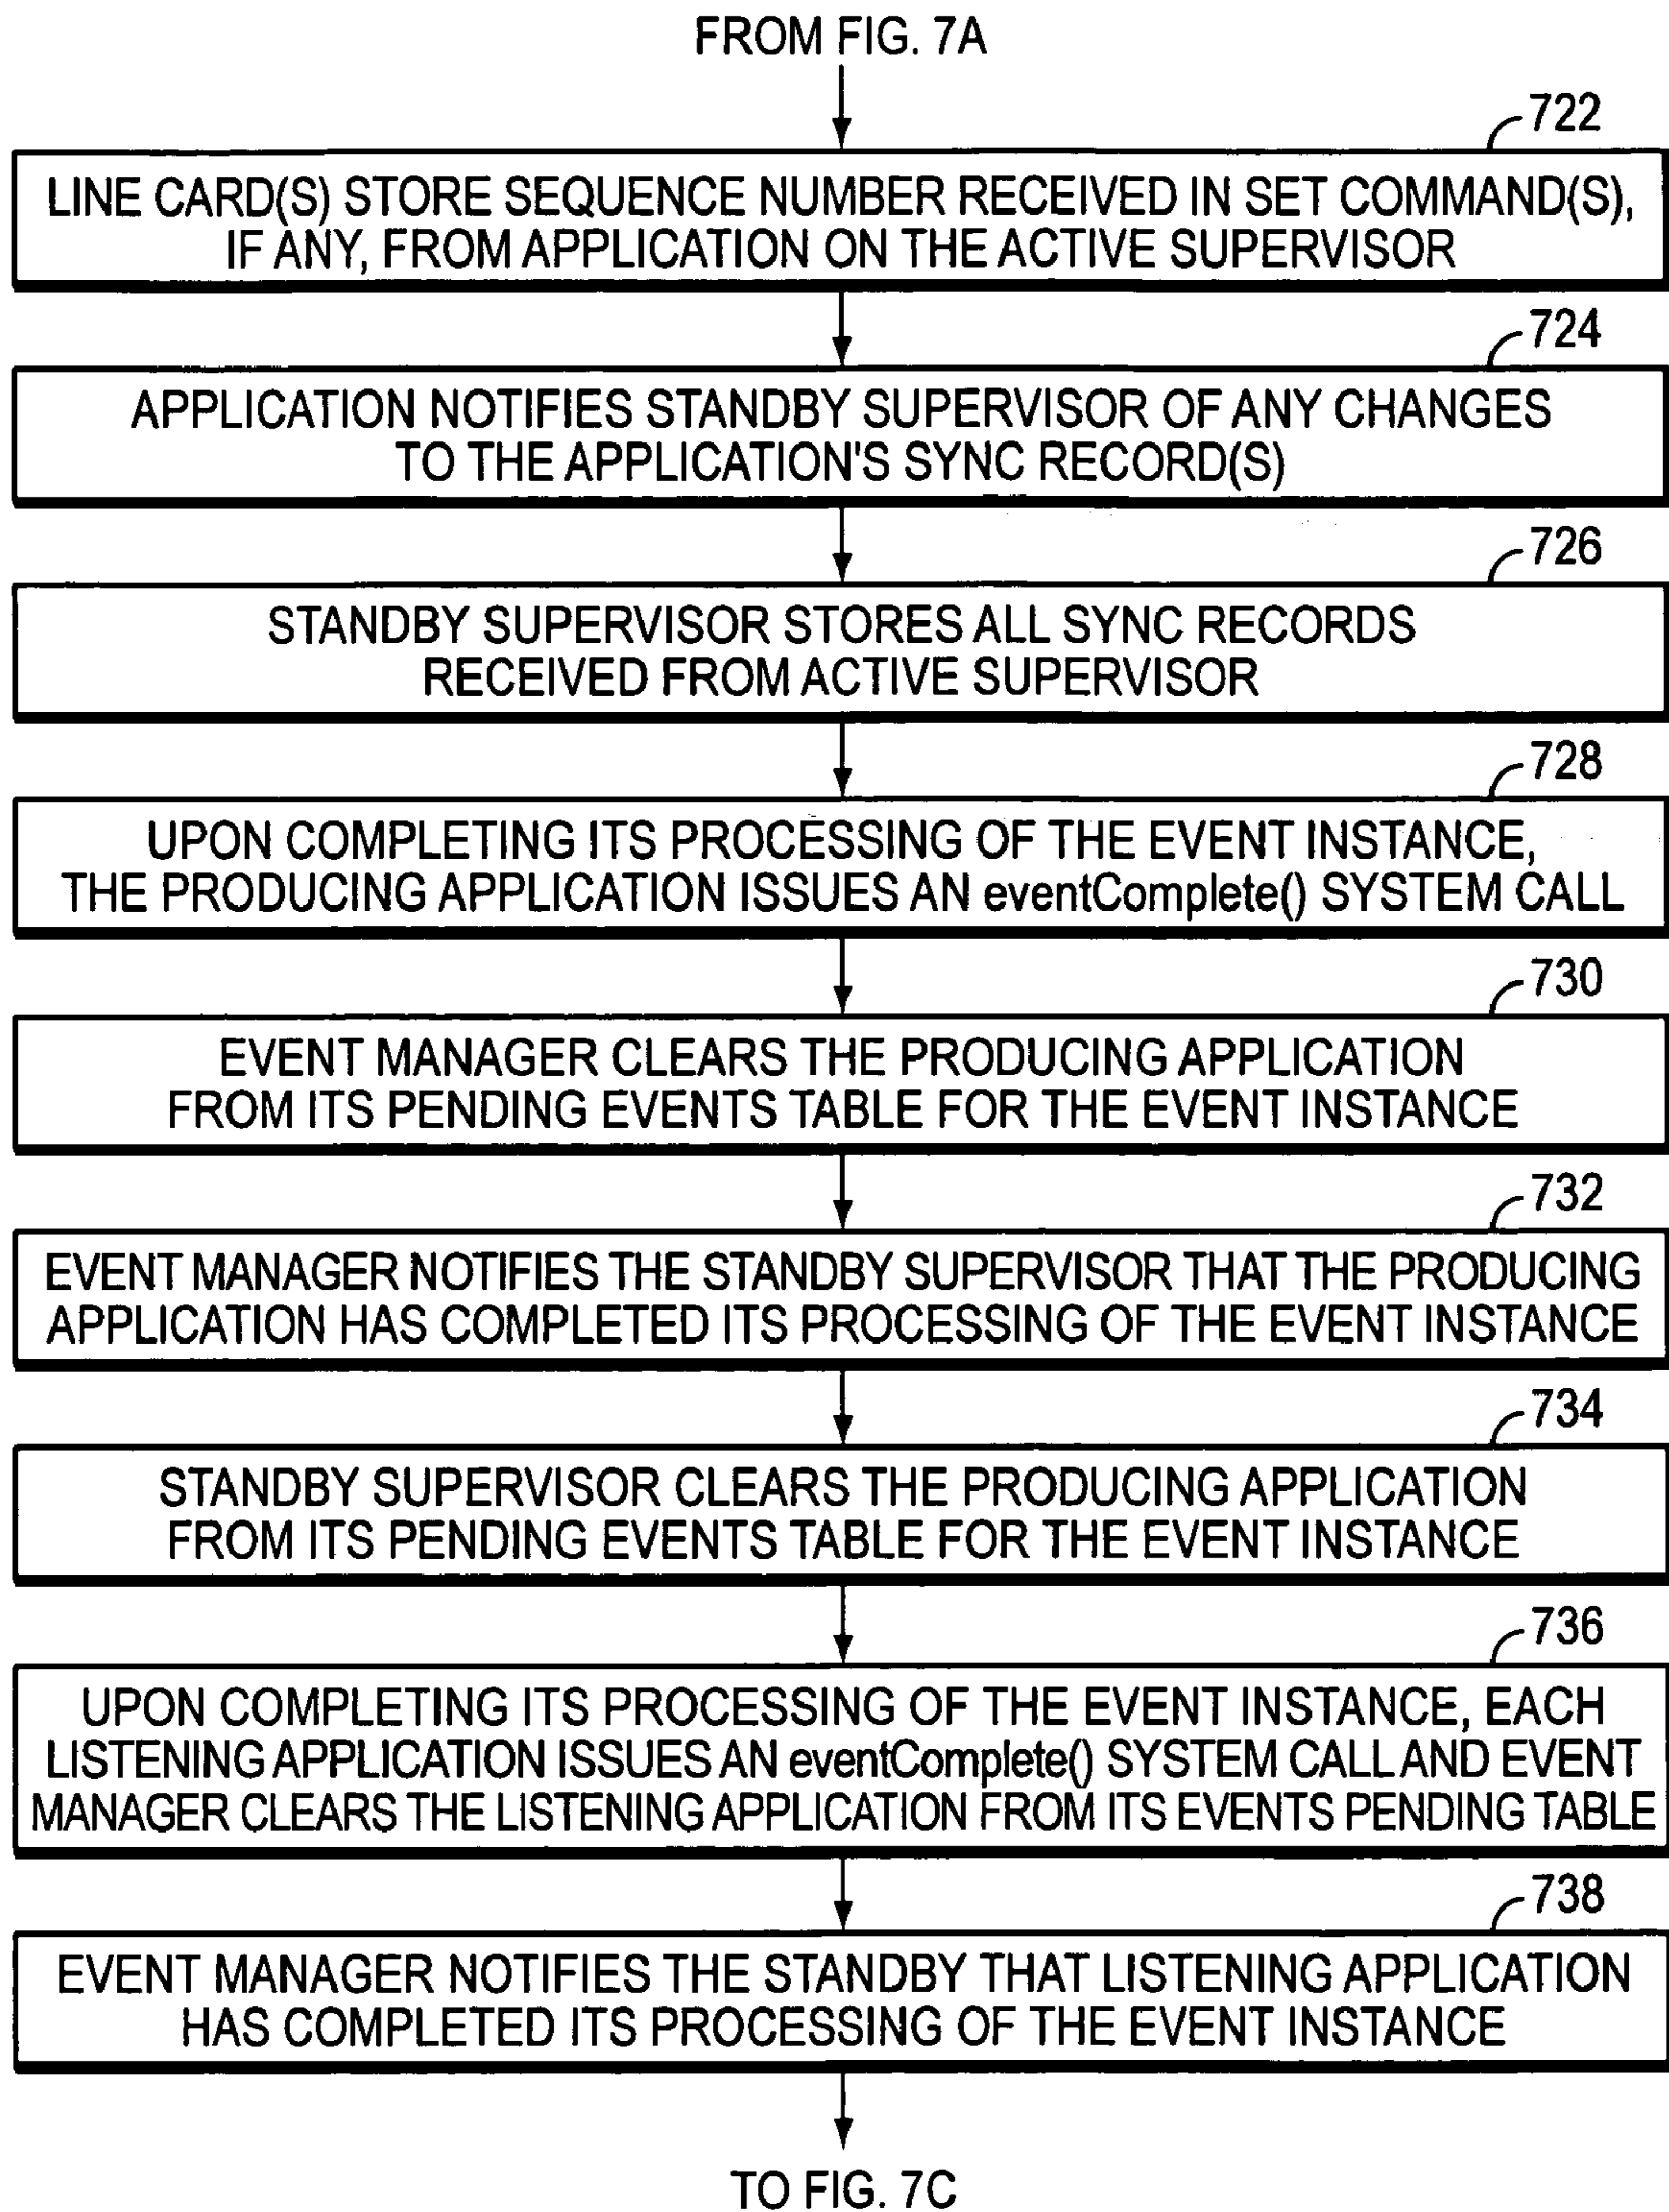 FROM FIG. 7A
722
LINE CARD(S) STORE SEQUENCE NUMBER RECEIVED IN SET COMMAND(S),
IF ANY, FROM APPLICATION ON THE ACTIVE SUPERVISOR
724
APPLICATION NOTIFIES STANDBY SUPERVISOR OF ANY CHANGES
TO THE APPLICATION'S SYNC RECORD(S)
726
STANDBY SUPERVISOR STORES ALL SYNC RECORDS
RECEIVED FROM ACTIVE SUPERVISOR
728
UPON COMPLETING ITS PROCESSING OF THE EVENT INSTANCE,
THE PRODUCING APPLICATION ISSUES AN eventComplete() SYSTEM CALL
730
EVENT MANAGER CLEARS THE PRODUCING APPLICATION
FROM ITS PENDING EVENTS TABLE FOR THE EVENT INSTANCE
732
EVENT MANAGER NOTIFIES THE STANDBY SUPERVISOR THAT THE PRODUCING
APPLICATION HAS COMPLETED ITS PROCESSING OF THE EVENT INSTANCE
734
STANDBY SUPERVISOR CLEARS THE PRODUCING APPLICATION
FROM ITS PENDING EVENTS TABLE FOR THE EVENT INSTANCE
736
UPON COMPLETING ITS PROCESSING OF THE EVENT INSTANCE, EACH
LISTENING APPLICATION ISSUES AN eventComplete() SYSTEM CALL AND EVENT
MANAGER CLEARS THE LISTENING APPLICATION FROM ITS EVENTS PENDING TABLE
738
EVENT MANAGER NOTIFIES THE STANDBY THAT LISTENING APPLICATION
HAS COMPLETED ITS PROCESSING OF THE EVENT INSTANCE
TO FIG. 7C